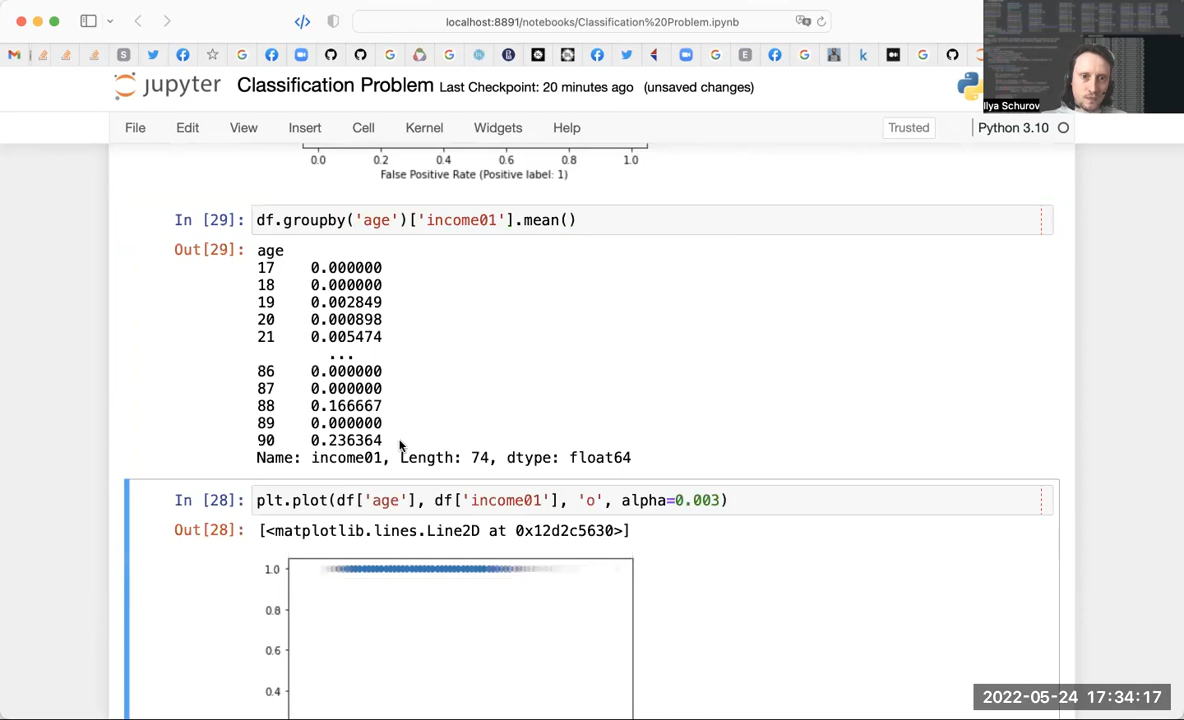 localhost:8891/notebooks/Classification%20Problem.ipynb
Ilya Schurov
jupyter Classification Problem Last Checkpoint: 20 minutes ago (unsaved changes)
File Edit View Insert Cell Kernel Widgets Help Trusted Python 3.10
0.0 0.2 0.4 0.6 0.8 1.0
False Positive Rate (Positive label: 1)
In [29]: df.groupby('age')['income01'].mean()
Out[29]: age
17 0.000000
18 0.000000
19 0.002849
20 0.000898
21 0.005474
...
86 0.000000
87 0.000000
88 0.166667
89 0.000000
90 0.236364
Name: income01, Length: 74, dtype: float64
In [28]: plt.plot(df['age'], df['income01'], 'o', alpha=0.003)
Out[28]: [<matplotlib.lines.Line2D at 0x12d2c5630>]
1.0
0.8
0.6
0.4
2022-05-24 17:34:17